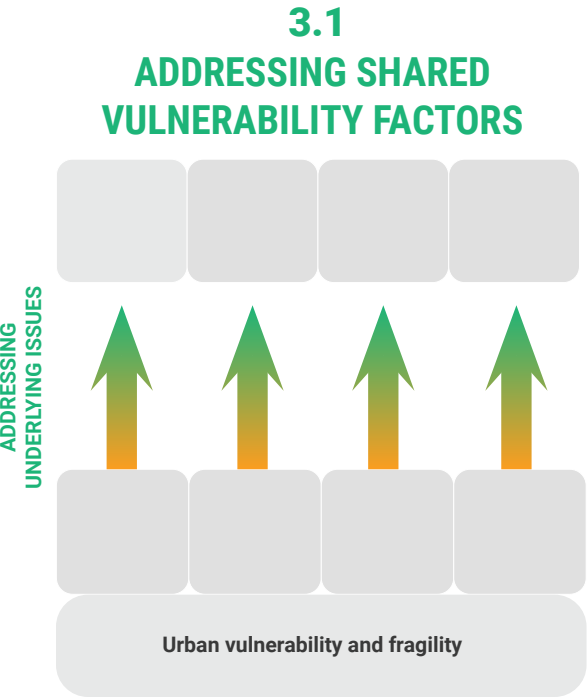 3.1
ADDRESSING SHARED
VULNERABILITY FACTORS
ADDRESSING
UNDERLYING ISSUES
Urban vulnerability and fragility